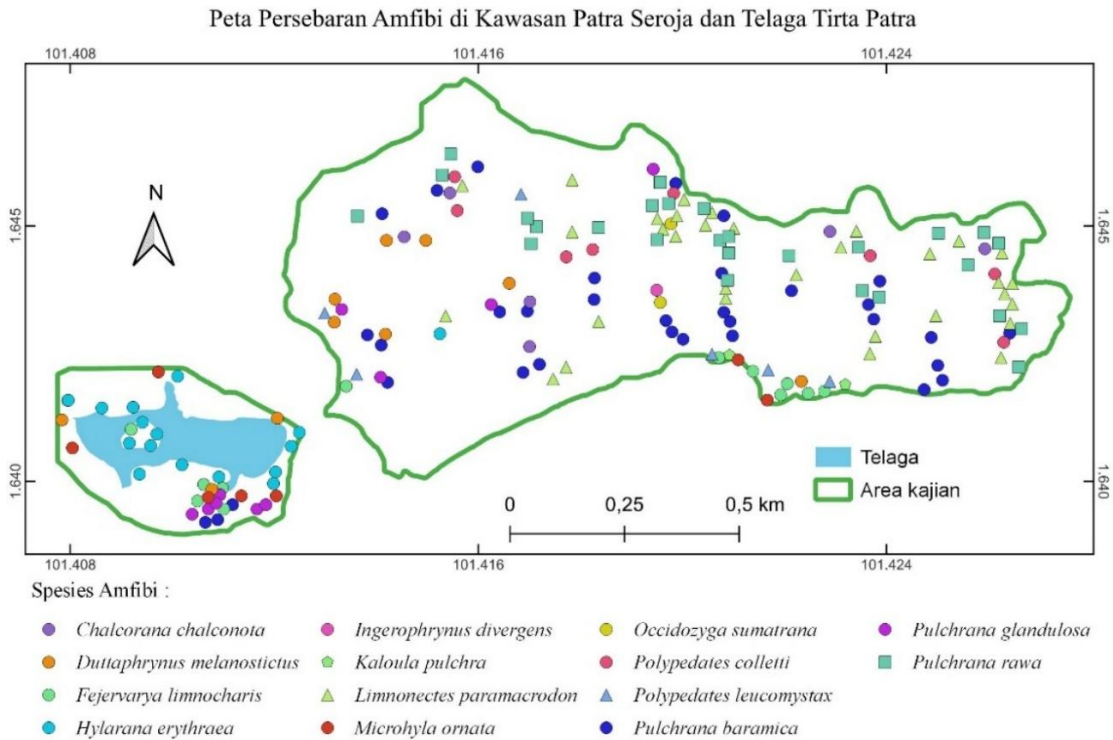 Peta Persebaran Amfibi di Kawasan Patra Seroja dan Telaga Tirta Patra
101.408 101.416 101.424
N
1.645 1.645
Telaga
Area kajian
1.640 1.640
0 0,25 0,5 km
101.408 101.416 101.424
Spesies Amfibi :
Chalcorana chalconota Ingerophrynus divergens Occidozyga sumatrana Pulchrana glandulosa
Duttaphrynus melanostictus Kaloula pulchra Polypedates colletti Pulchrana rawa
Fejervarya limnocharis Limnonectes paramacrodon Polypedates leucomystax
Hylarana erythraea Microhyla ornata Pulchrana baramica